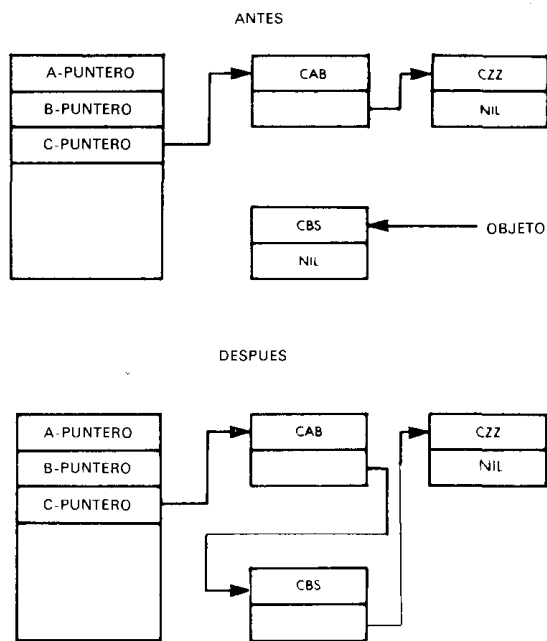 ANTES
A-PUNTERO
B-PUNTERO
C-PUNTERO
CAB
CZZ
NIL
CBS
NIL
OBJETO
DESPUES
A-PUNTERO
B-PUNTERO
C-PUNTERO
CAB
CZZ
NIL
CBS